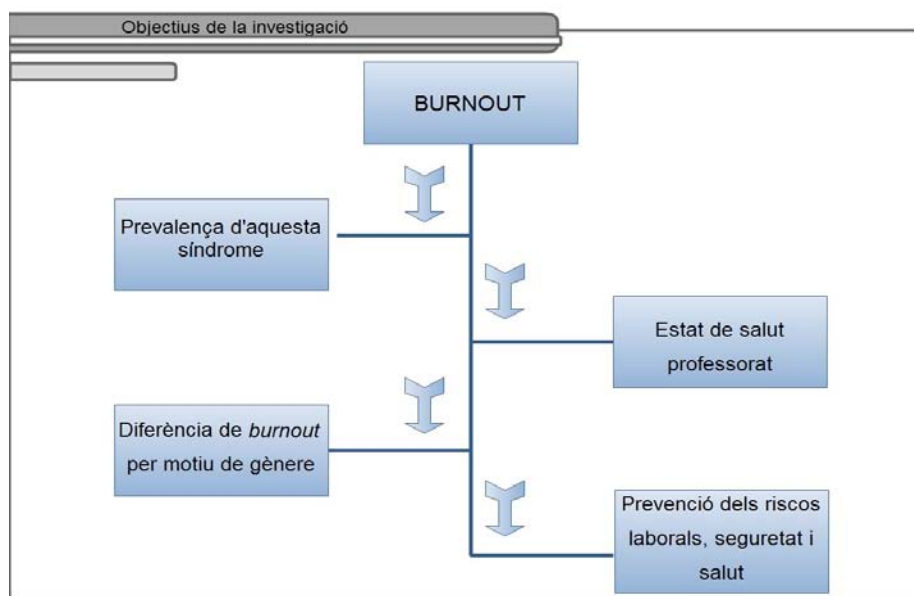 Objectius de la investigació
BURNOUT
Prevalença d'aquesta
síndrome
Estat de salut
professorat
Diferència de burnout
per motiu de gènere
Prevenció dels riscos
laborals, seguretat i
salut